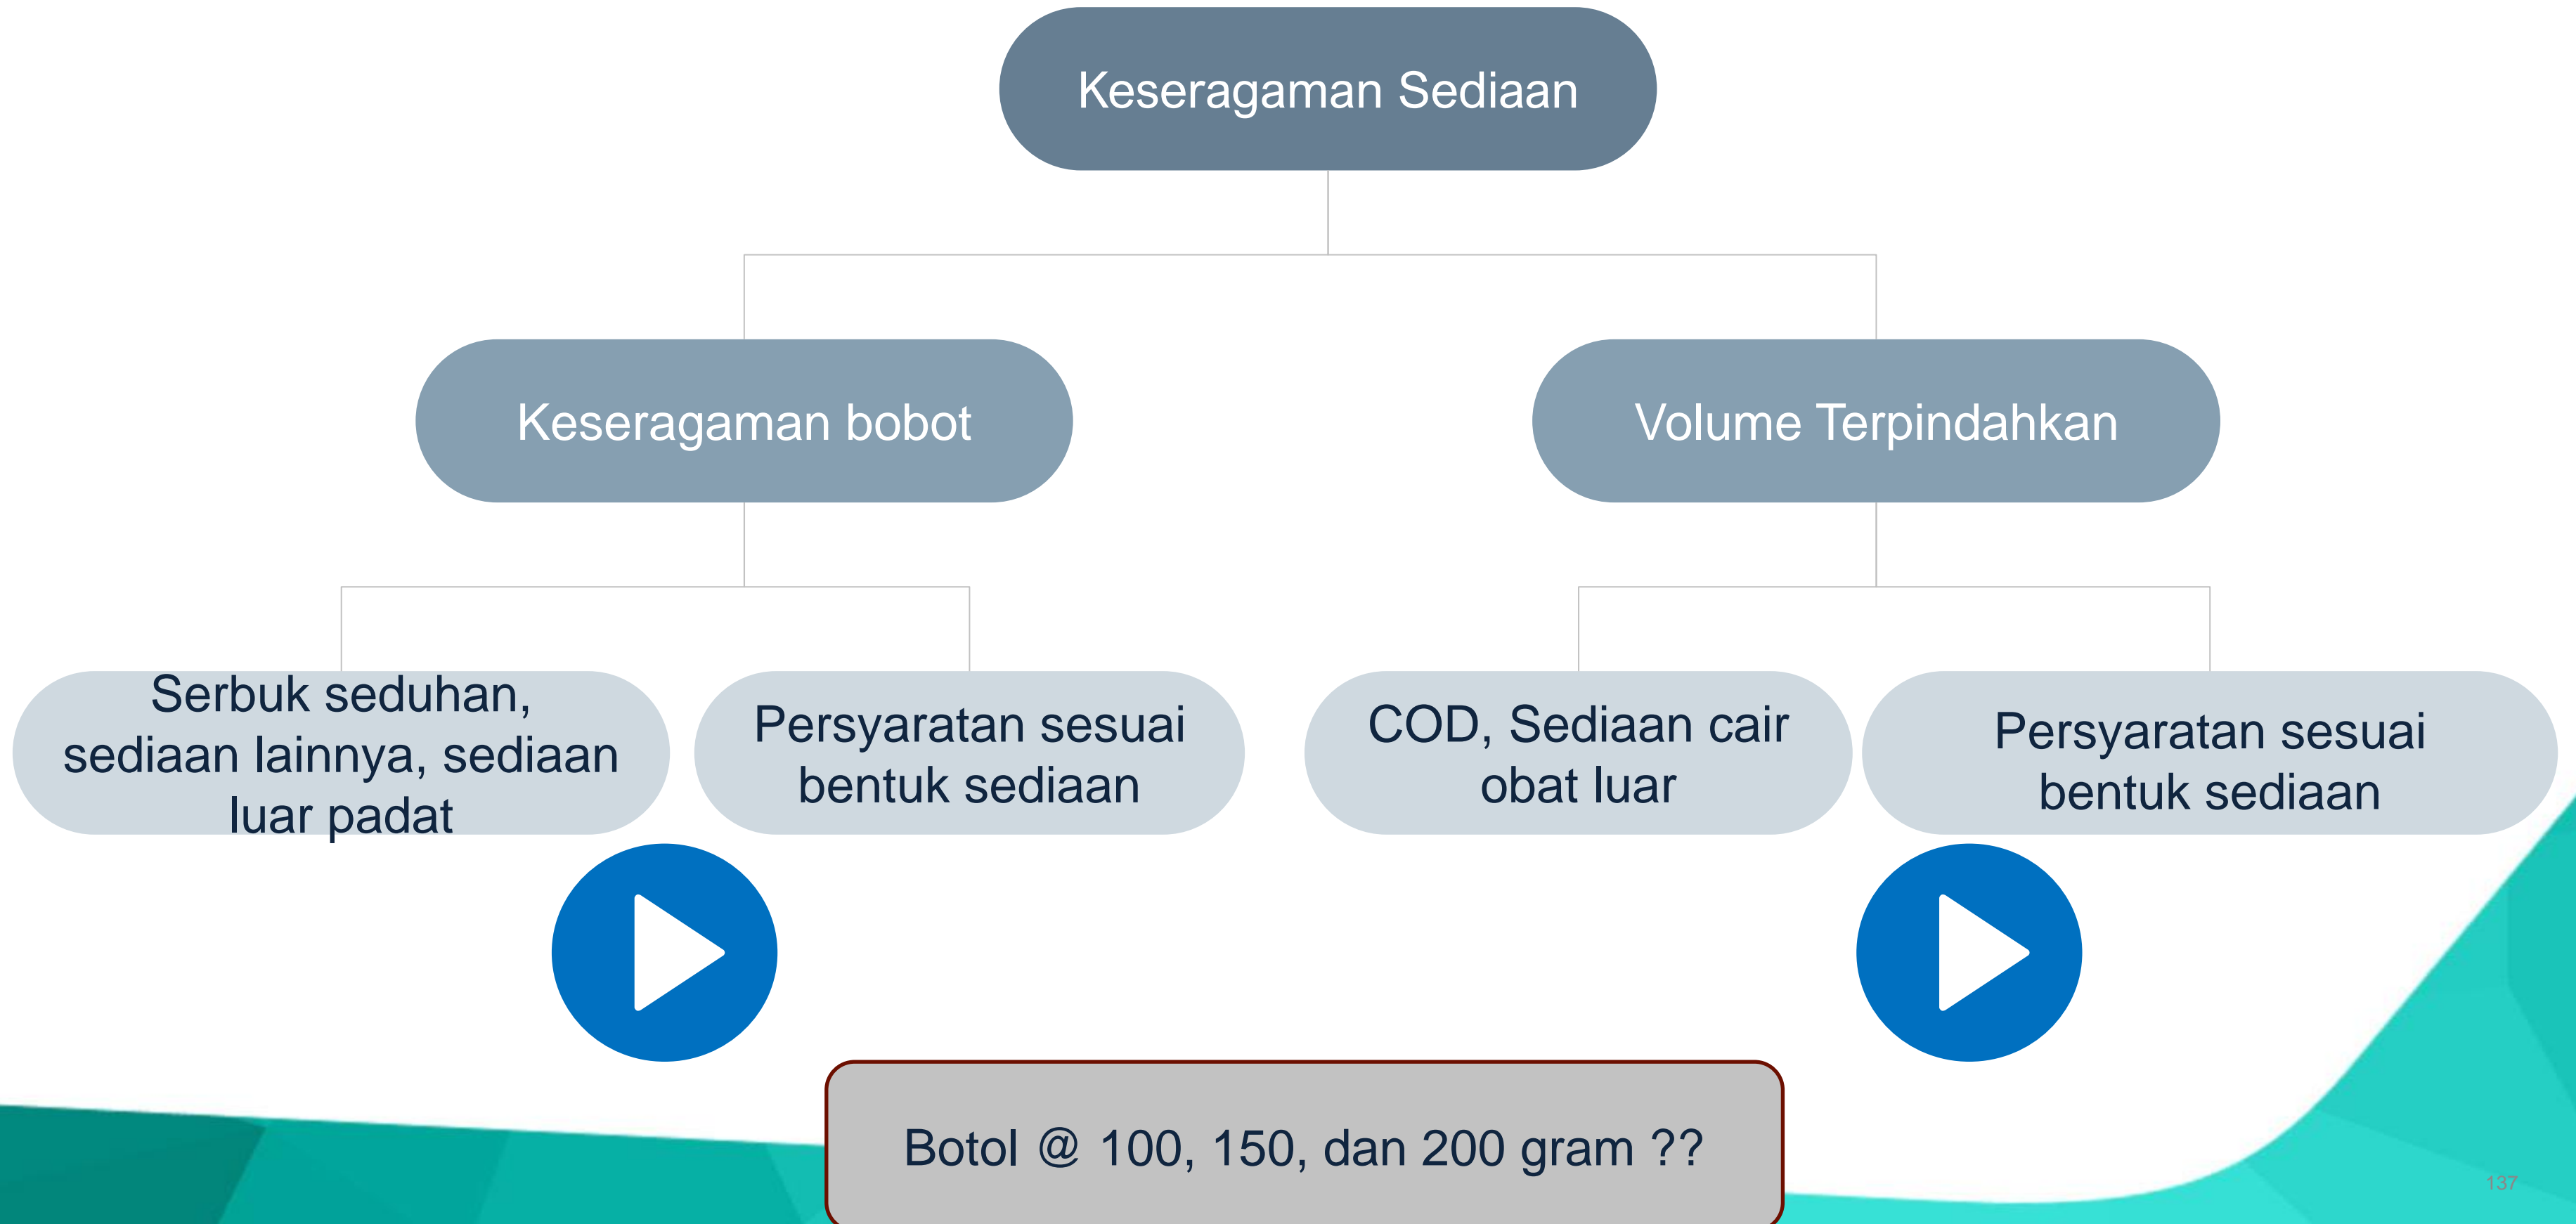 Keseragaman Sediaan
Keseragaman bobot
Volume Terpindahkan
Serbuk seduhan,
sediaan lainnya, sediaan
luar padat
Persyaratan sesuai
bentuk sediaan
COD, Sediaan cair
obat luar
Persyaratan sesuai
bentuk sediaan
Botol @ 100, 150, dan 200 gram ??
137